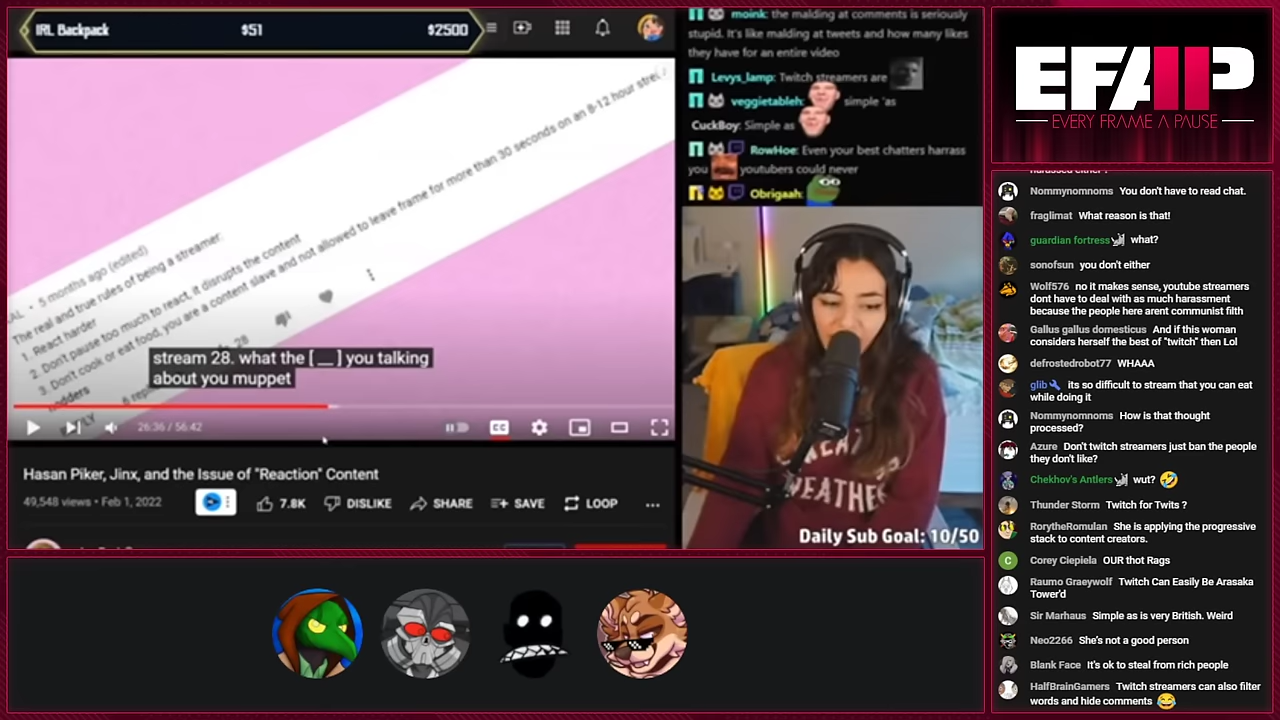 IRL Backpack $51 $2500
AL • 5 months ago (edited)
The real and true rules of being a streamer:
1. React harder
2. Don't pause too much to react, it disrupts the content
3. Don't cook or eat food, you are a content slave and not allowed to leave frame for more than 30 seconds on an 8-12 hour
28
stream 28. what the [ __ ] you talking
about you muppet
26:36 / 56:42
CC
Hasan Piker, Jinx, and the Issue of "Reaction" Content
49,548 views • Feb 1, 2022 7.8K DISLIKE SHARE SAVE LOOP
moink: the malding at comments is seriously
stupid. It's like malding at tweets and how many likes
they have for an entire video
Levys_lamp: Twitch streamers are
veggietableh: simple 'as
CuckBoy: Simple as
RowHoe: Even your best chatters harrass
you youtubers could never
Obrigaah:
GREAT
WEATHER
Daily Sub Goal: 10/50
EFAP
EVERY FRAME A PAUSE
Nommynomnoms You don't have to read chat.
fraglimat What reason is that!
guardian fortress what?
sonofsun you don't either
Wolf576 no it makes sense, youtube streamers
dont have to deal with as much harassment
because the people here arent communist filth
Gallus gallus domesticus And if this woman
considers herself the best of "twitch" then Lol
defrostedrobot77 WHAAA
glib its so difficult to stream that you can eat
while doing it
Nommynomnoms How is that thought
processed?
Azure Don't twitch streamers just ban the people
they don't like?
Chekhov's Antlers wut?
Thunder Storm Twitch for Twits ?
RorytheRomulan She is applying the progressive
stack to content creators.
C Corey Ciepiela OUR thot Rags
Raumo Graeywolf Twitch Can Easily Be Arasaka
Tower'd
Sir Marhaus Simple as is very British. Weird
Neo2266 She's not a good person
Blank Face It's ok to steal from rich people
HalfBrainGamers Twitch streamers can also filter
words and hide comments